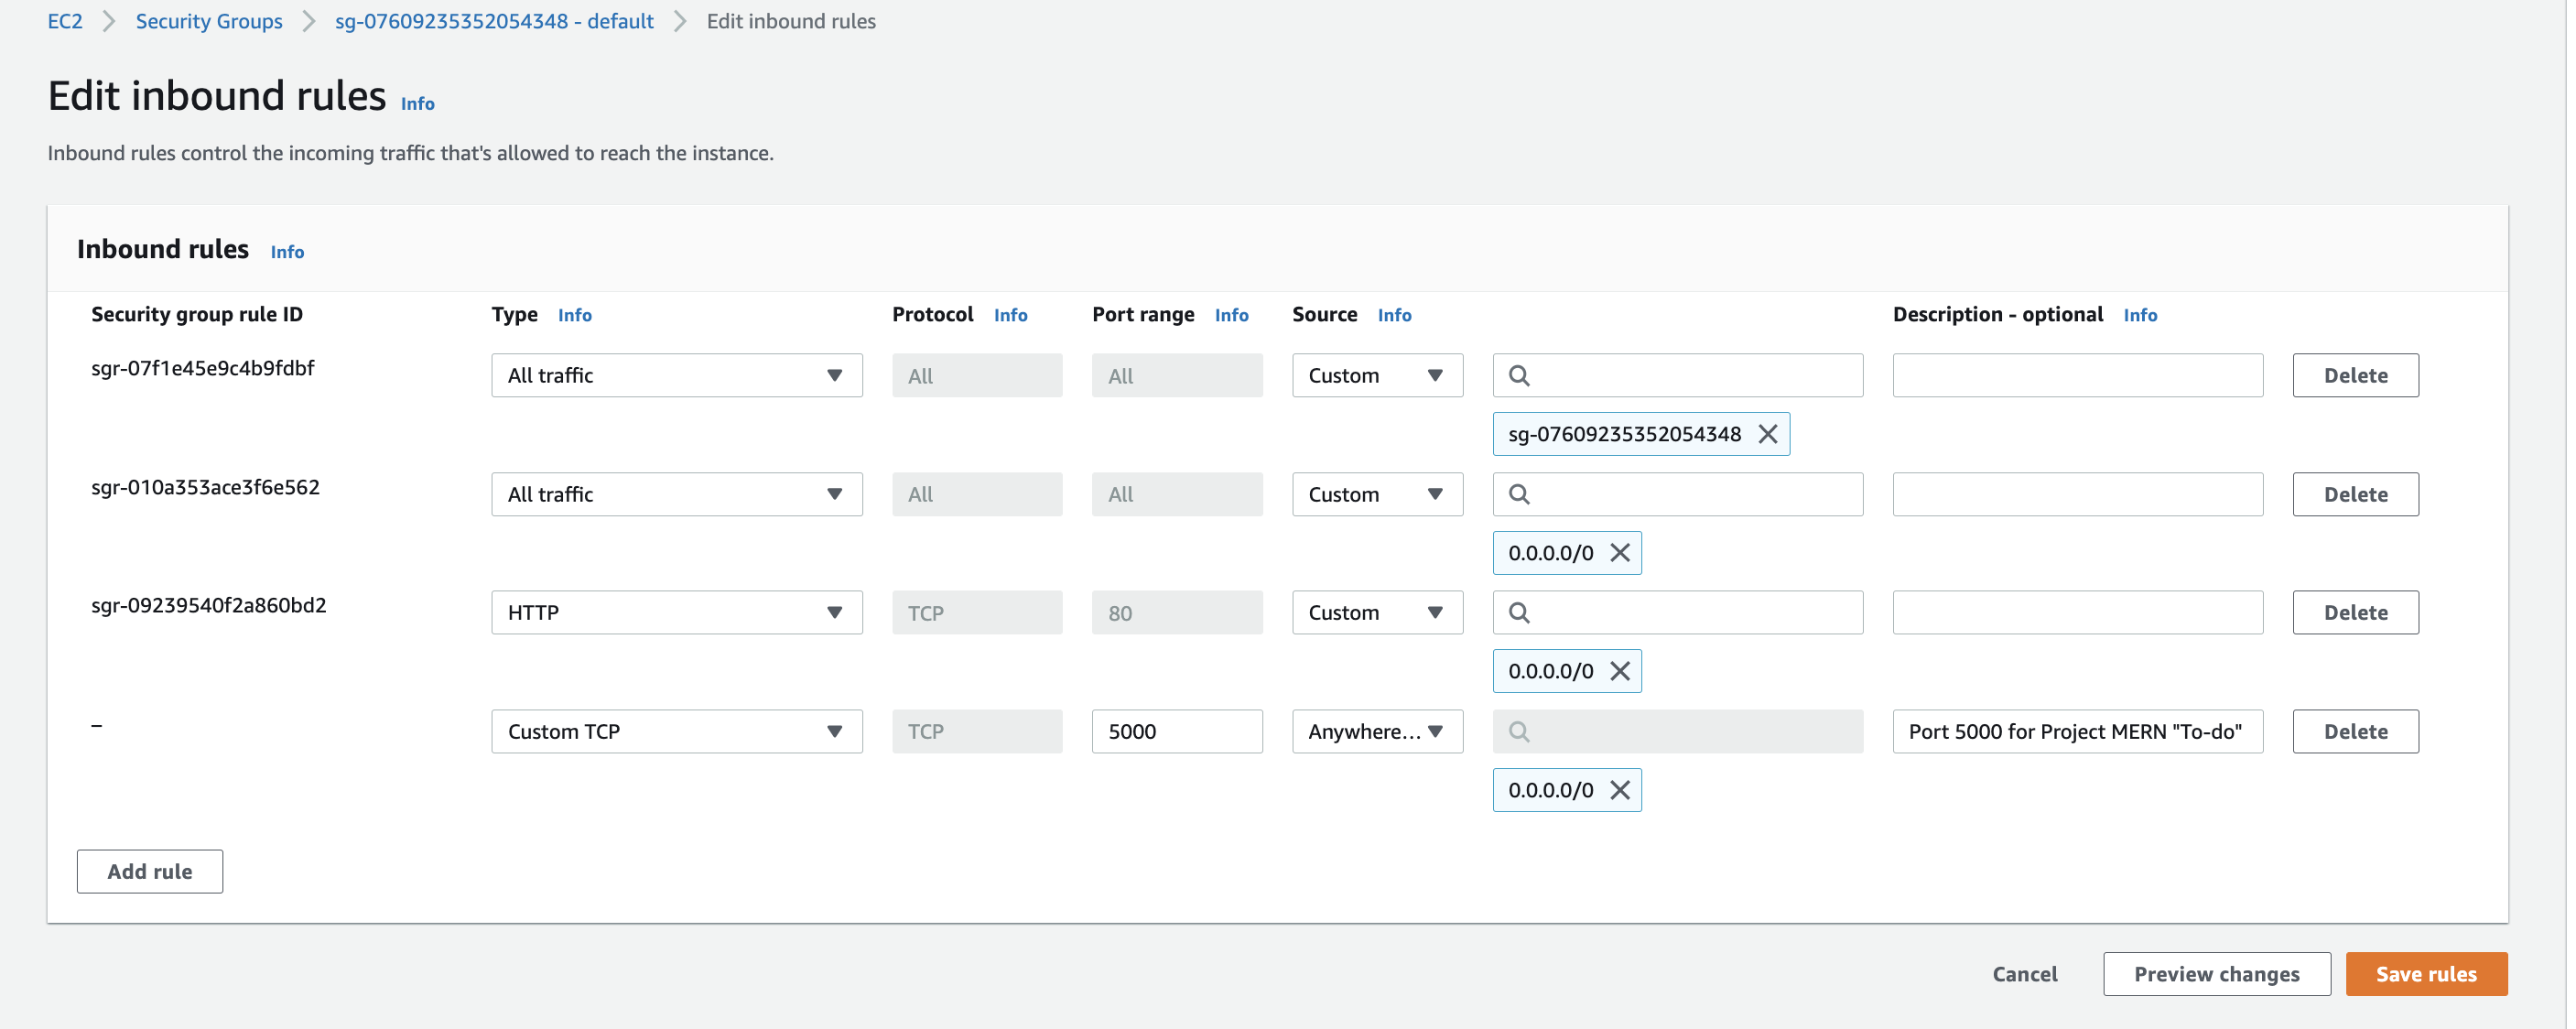 EC2 > Security Groups > sg-07609235352054348 - default > Edit inbound rules
Edit inbound rules Info
Inbound rules control the incoming traffic that's allowed to reach the instance.
Inbound rules Info
Security group rule ID Type Info Protocol Info Port range Info Source Info Description - optional Info
sgr-07f1e45e9c4b9fdbf All traffic All All Custom Delete
sg-07609235352054348
sgr-010a353ace3f6e562 All traffic All All Custom Delete
0.0.0.0/0
sgr-09239540f2a860bd2 HTTP TCP 80 Custom Delete
0.0.0.0/0
– Custom TCP TCP 5000 Anywhere... Port 5000 for Project MERN "To-do" Delete
0.0.0.0/0
Add rule
Cancel Preview changes Save rules